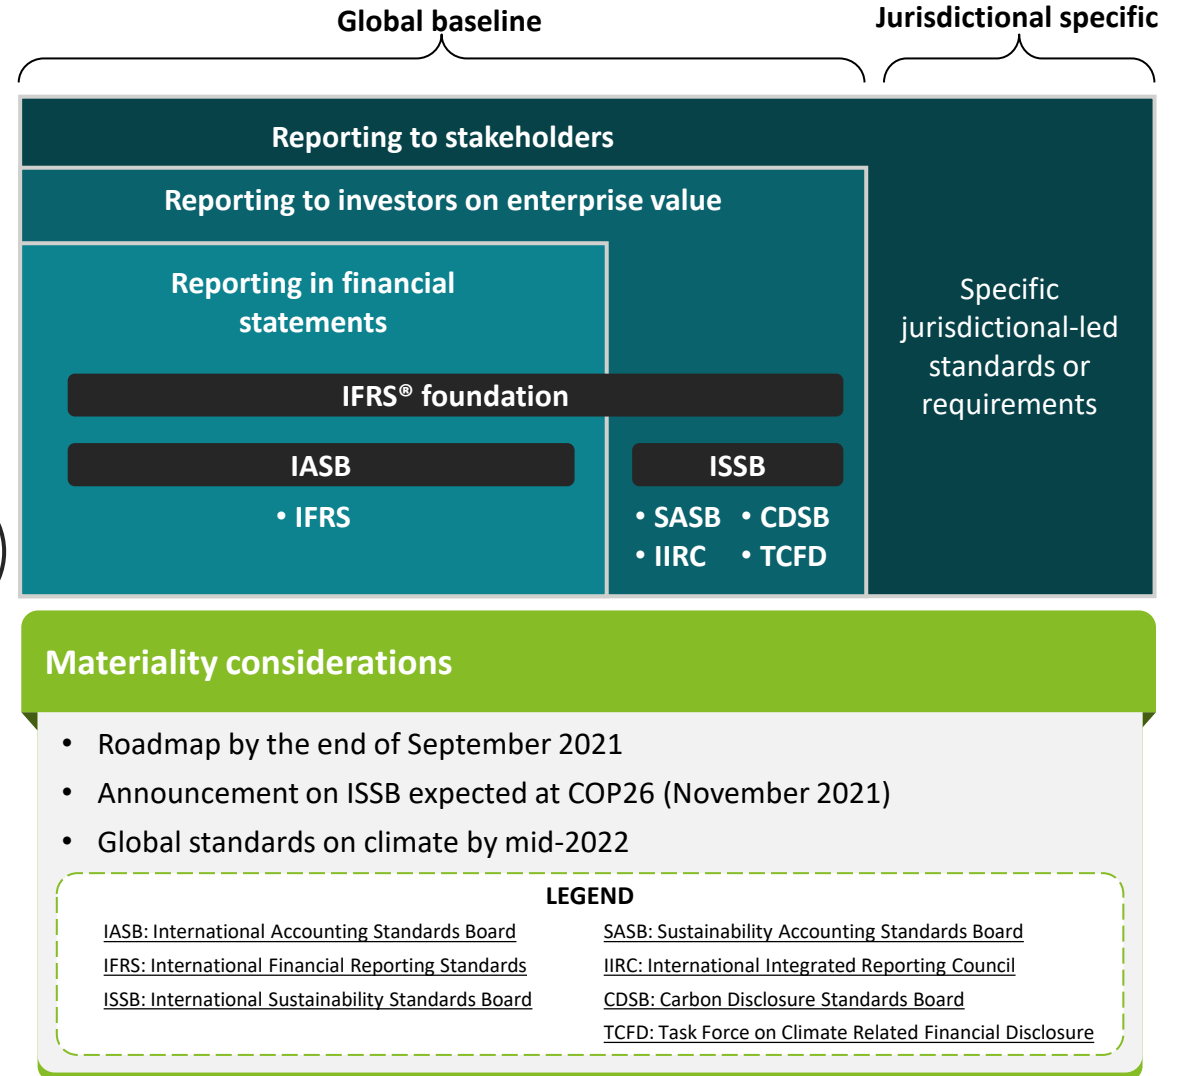 Global baseline
Jurisdictional specific
Reporting to stakeholders
Reporting to investors on enterprise value
Reporting in financial
statements
Specific
jurisdictional-led
standards or
requirements
IFRS® foundation
IASB
ISSB
• IFRS
• SASB • CDSB
• IIRC • TCFD
Materiality considerations
• Roadmap by the end of September 2021
• Announcement on ISSB expected at COP26 (November 2021)
• Global standards on climate by mid-2022
LEGEND
IASB: International Accounting Standards Board
IFRS: International Financial Reporting Standards
ISSB: International Sustainability Standards Board
SASB: Sustainability Accounting Standards Board
IIRC: International Integrated Reporting Council
CDSB: Carbon Disclosure Standards Board
TCFD: Task Force on Climate Related Financial Disclosure